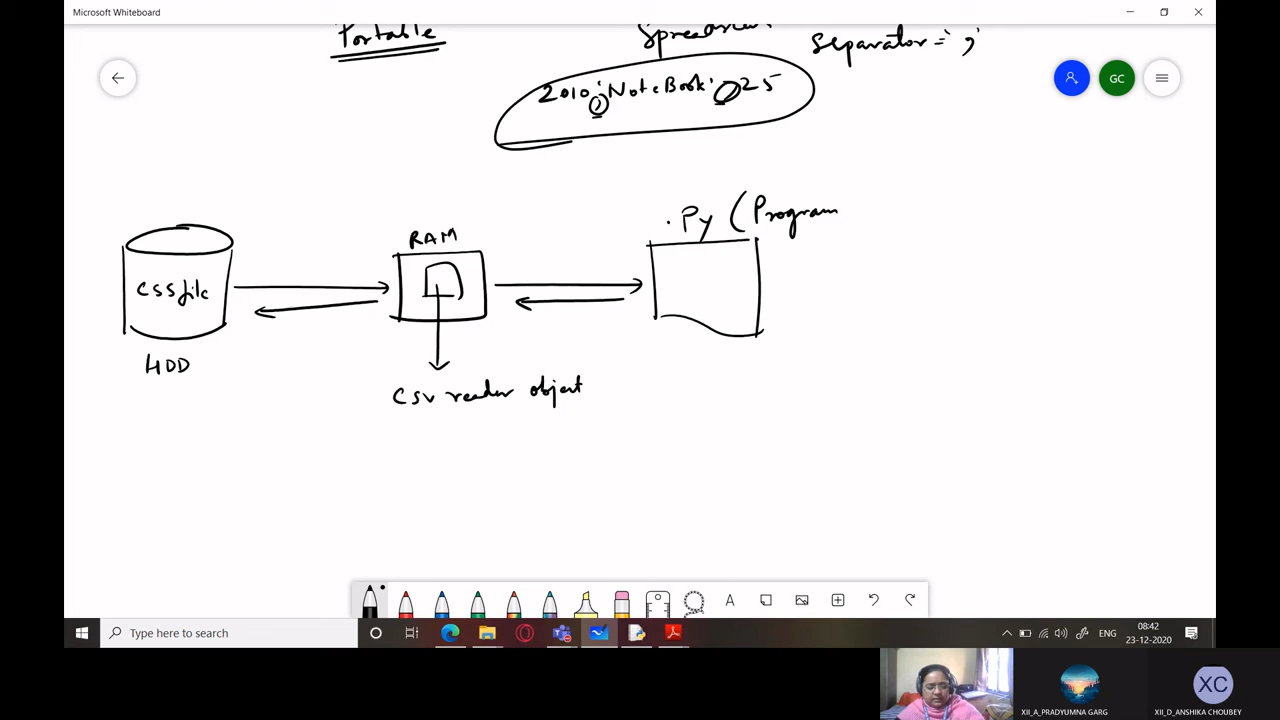 Microsoft Whiteboard
Portable
separator = ;
2010; NoteBook; 25
GC
.Py (Program
RAM
CSS file
HDD
CSV reader object
A
Type here to search
ENG
08:42
23-12-2020
XC
XII_A_PRADYUMNA GARG
XII_D_ANSHIKA CHOUBEY